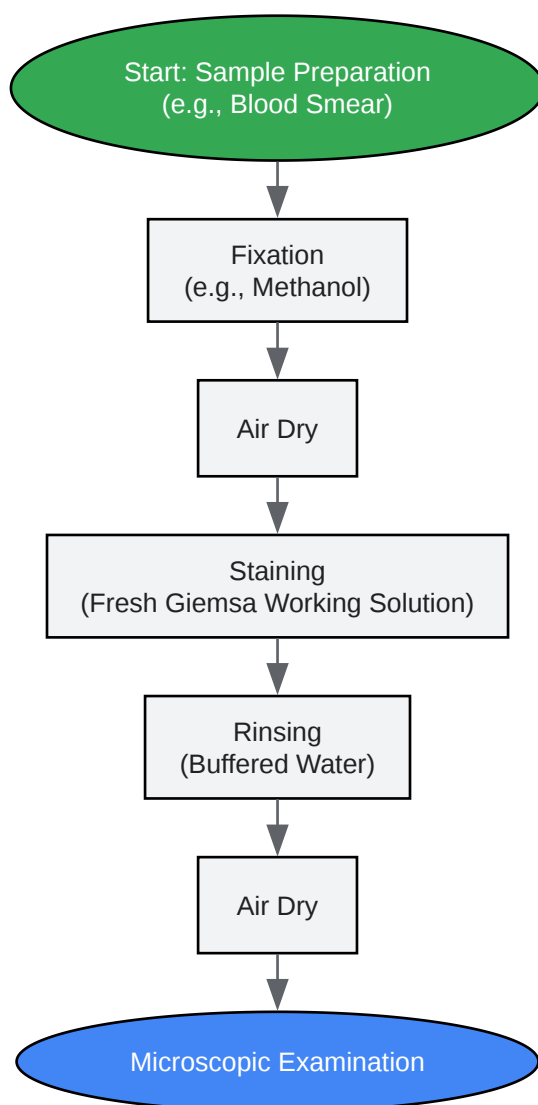 Start: Sample Preparation
(e.g., Blood Smear)
Fixation
(e.g., Methanol)
Air Dry
Staining
(Fresh Giemsa Working Solution)
Rinsing
(Buffered Water)
Air Dry
Microscopic Examination